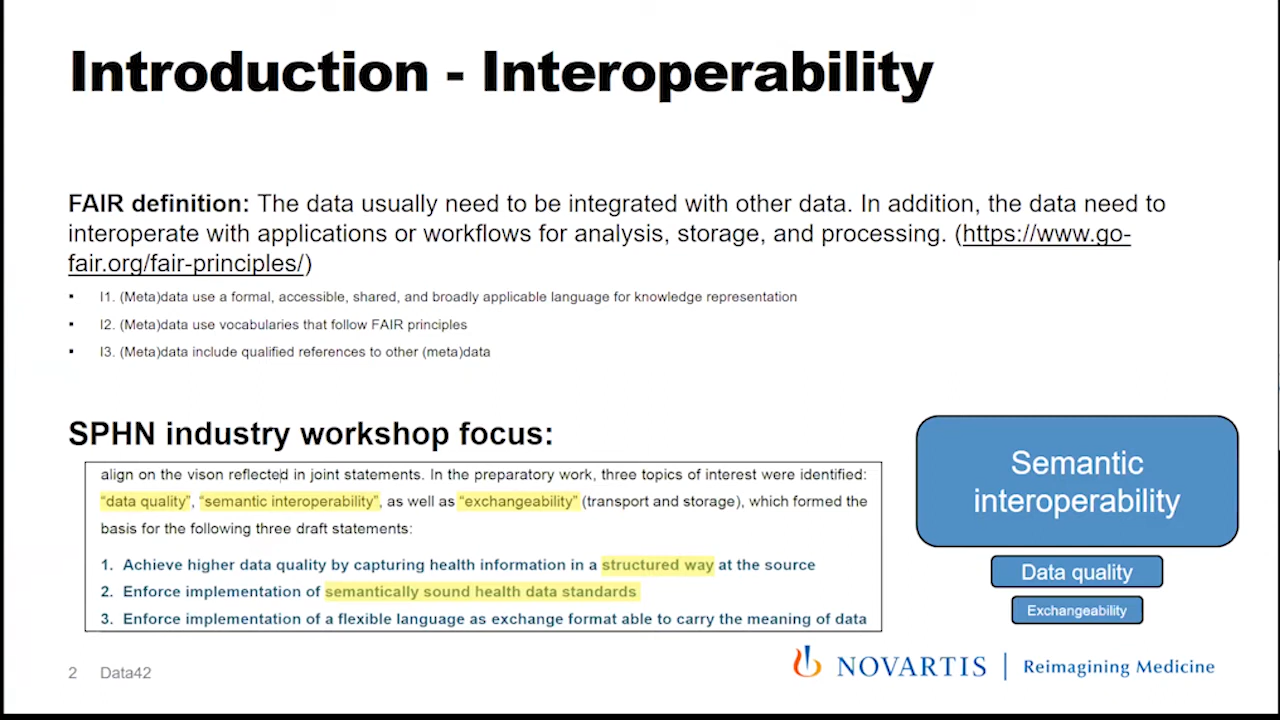 Introduction - Interoperability
FAIR definition: The data usually need to be integrated with other data. In addition, the data need to
interoperate with applications or workflows for analysis, storage, and processing. (https://www.go-
fair.org/fair-principles/)
▪ I1. (Meta)data use a formal, accessible, shared, and broadly applicable language for knowledge representation
▪ I2. (Meta)data use vocabularies that follow FAIR principles
▪ I3. (Meta)data include qualified references to other (meta)data
SPHN industry workshop focus:
align on the vison reflected in joint statements. In the preparatory work, three topics of interest were identified:
“data quality”, “semantic interoperability”, as well as “exchangeability” (transport and storage), which formed the
basis for the following three draft statements:
1. Achieve higher data quality by capturing health information in a structured way at the source
2. Enforce implementation of semantically sound health data standards
3. Enforce implementation of a flexible language as exchange format able to carry the meaning of data
Semantic
interoperability
Data quality
Exchangeability
2 Data42
NOVARTIS | Reimagining Medicine